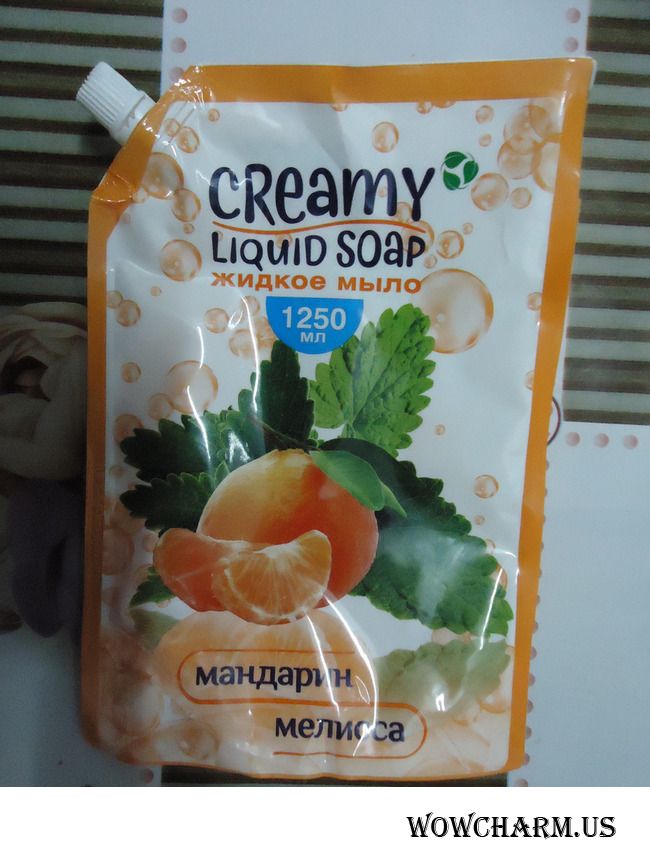 CReamy
LIQUID SOAP
ЖИДКОЕ МЫЛО
1250
МЛ
мандарин
мелисса
WOWCHARM.US